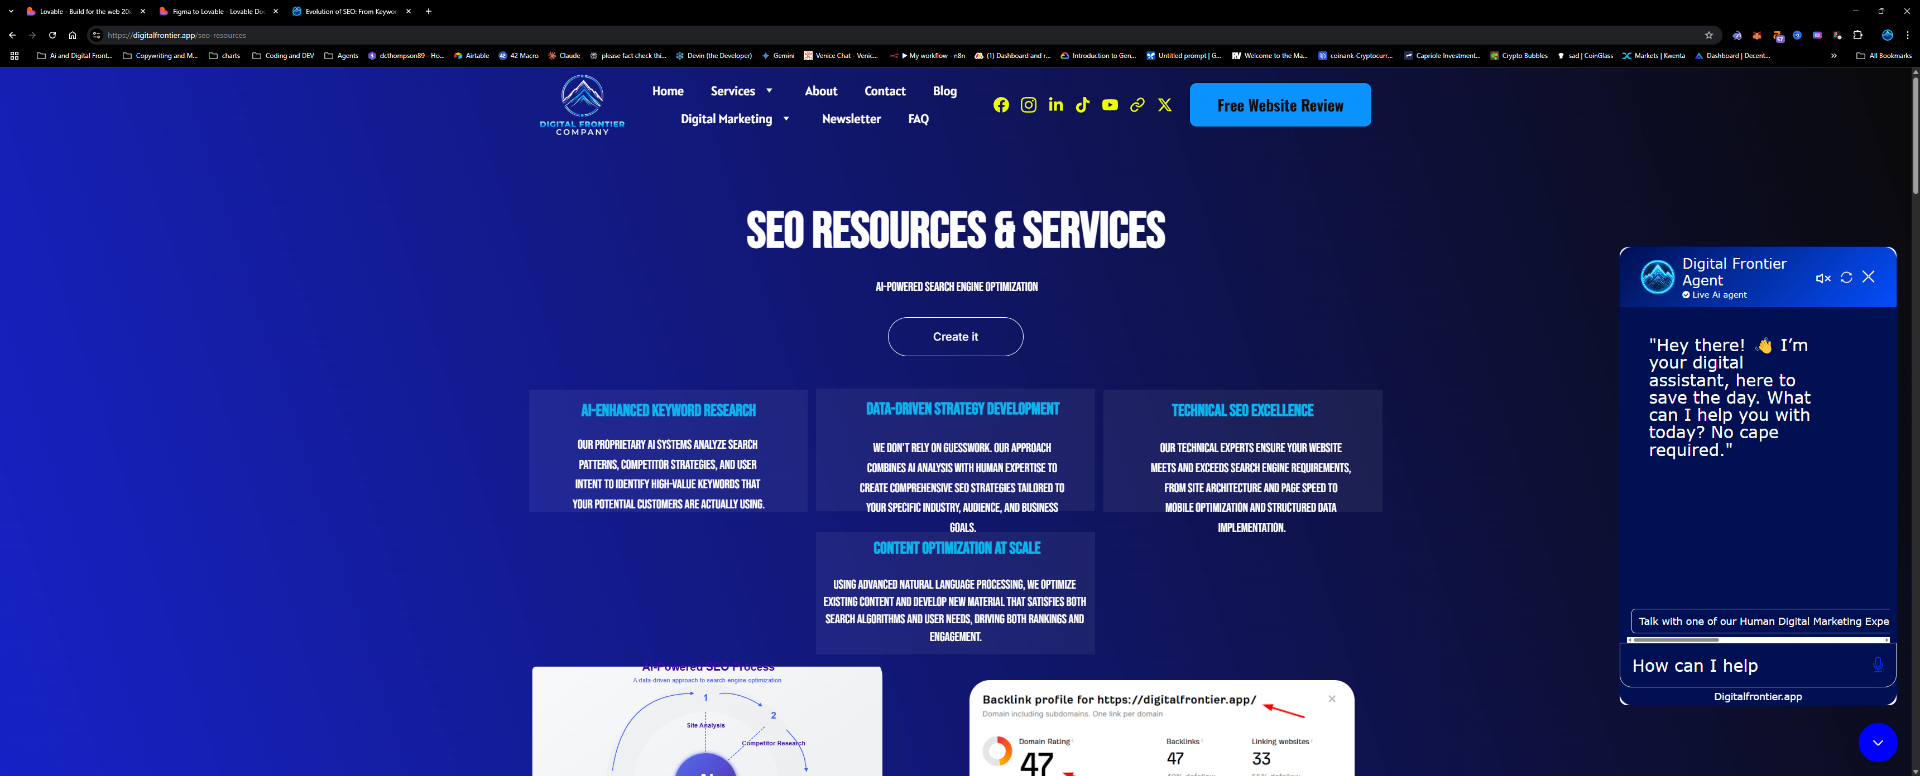 Lovable - Build for the web 20
Figma to Lovable - Lovable Do
Evolution of SEO: From Keywor
https://digitalfrontier.app/seo-resources
Ai and Digital Front...
Copywriting and M...
charts
Coding and DEV
Agents
dcthompson89 - Ho...
Airtable
42 Macro
Claude
please fact check thi...
Devin (the Developer)
Gemini
Venice Chat - Venic...
▶ My workflow - n8n
(1) Dashboard and r...
Introduction to Gen...
Untitled prompt | G...
Welcome to the Ma...
coinank-Cryptocurr...
Capriole Investment...
Crypto Bubbles
sad | CoinGlass
Markets | Kwenta
Dashboard | Decent...
»
All Bookmarks
Home
Services
About
Contact
Blog
Digital Marketing
Newsletter
FAQ
DIGITAL FRONTIER
COMPANY
Free Website Review
SEO RESOURCES & SERVICES
AI-POWERED SEARCH ENGINE OPTIMIZATION
Create it
AI-ENHANCED KEYWORD RESEARCH
OUR PROPRIETARY AI SYSTEMS ANALYZE SEARCH
PATTERNS, COMPETITOR STRATEGIES, AND USER
INTENT TO IDENTIFY HIGH-VALUE KEYWORDS THAT
YOUR POTENTIAL CUSTOMERS ARE ACTUALLY USING.
DATA-DRIVEN STRATEGY DEVELOPMENT
WE DON'T RELY ON GUESSWORK. OUR APPROACH
COMBINES AI ANALYSIS WITH HUMAN EXPERTISE TO
CREATE COMPREHENSIVE SEO STRATEGIES TAILORED TO
YOUR SPECIFIC INDUSTRY, AUDIENCE, AND BUSINESS
GOALS.
TECHNICAL SEO EXCELLENCE
OUR TECHNICAL EXPERTS ENSURE YOUR WEBSITE
MEETS AND EXCEEDS SEARCH ENGINE REQUIREMENTS,
FROM SITE ARCHITECTURE AND PAGE SPEED TO
MOBILE OPTIMIZATION AND STRUCTURED DATA
IMPLEMENTATION.
CONTENT OPTIMIZATION AT SCALE
USING ADVANCED NATURAL LANGUAGE PROCESSING, WE OPTIMIZE
EXISTING CONTENT AND DEVELOP NEW MATERIAL THAT SATISFIES BOTH
SEARCH ALGORITHMS AND USER NEEDS, DRIVING BOTH RANKINGS AND
ENGAGEMENT.
AI-Powered SEO Process
A data-driven approach to search engine optimization
1
Site Analysis
2
Competitor Research
Backlink profile for https://digitalfrontier.app/
Domain including subdomains. One link per domain
Domain Rating
47
Backlinks
47
Linking websites
33
Digital Frontier
Agent
Live Ai agent
"Hey there! 👋 I’m
your digital
assistant, here to
save the day. What
can I help you with
today? No cape
required."
Talk with one of our Human Digital Marketing Expe
How can I help
Digitalfrontier.app